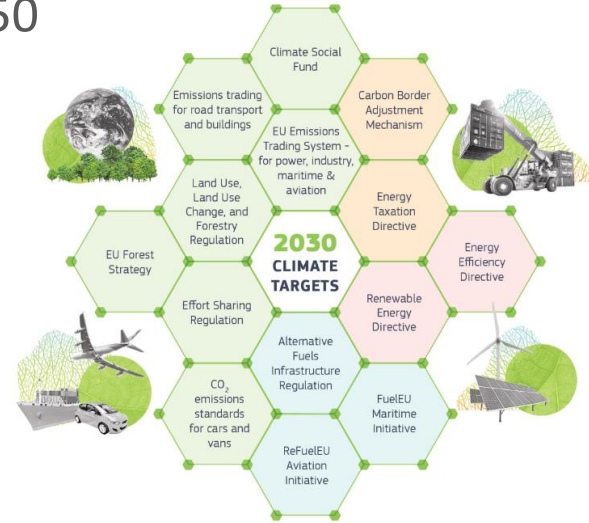 50
Climate Social
Fund
Emissions trading
for road transport
and buildings
Carbon Border
Adjustment
Mechanism
EU Emissions
Trading System -
for power, industry,
maritime &
aviation
Land Use,
Land Use
Change, and
Forestry
Regulation
Energy
Taxation
Directive
EU Forest
Strategy
2030
CLIMATE
TARGETS
Energy
Efficiency
Directive
Effort Sharing
Regulation
Renewable
Energy
Directive
Alternative
Fuels
Infrastructure
Regulation
CO₂
emissions
standards
for cars and
vans
FuelEU
Maritime
Initiative
ReFuelEU
Aviation
Initiative